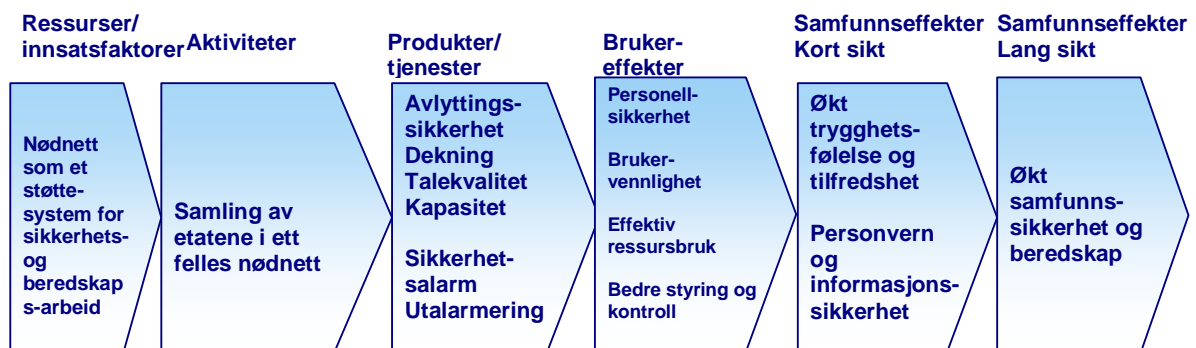 Ressurser/
innsatsfaktorer
Nødnett
som et
støtte-
system for
sikkerhets-
og
beredskap
s-arbeid
Aktiviteter
Samling av
etatene i ett
felles nødnett
Produkter/
tjenester
Avlyttings-
sikkerhet
Dekning
Talekvalitet
Kapasitet
Sikkerhet-
salarm
Utalarmering
Bruker-
effekter
Personell-
sikkerhet
Bruker-
vennlighet
Effektiv
ressursbruk
Bedre styring og
kontroll
Samfunnseffekter
Kort sikt
Økt
trygghets-
følelse og
tilfredshet
Personvern
og
informasjons-
sikkerhet
Samfunnseffekter
Lang sikt
Økt
samfunns-
sikkerhet og
beredskap